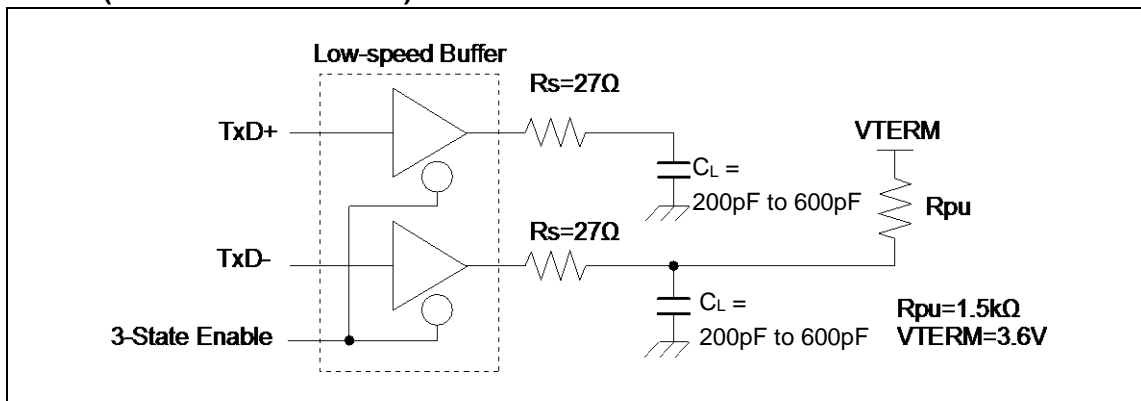 Low-speed Buffer
Rs=27Ω
TxD+
VTERM
CL =
200pF to 600pF
Rpu
Rs=27Ω
TxD-
CL =
200pF to 600pF
Rpu=1.5kΩ
VTERM=3.6V
3-State Enable